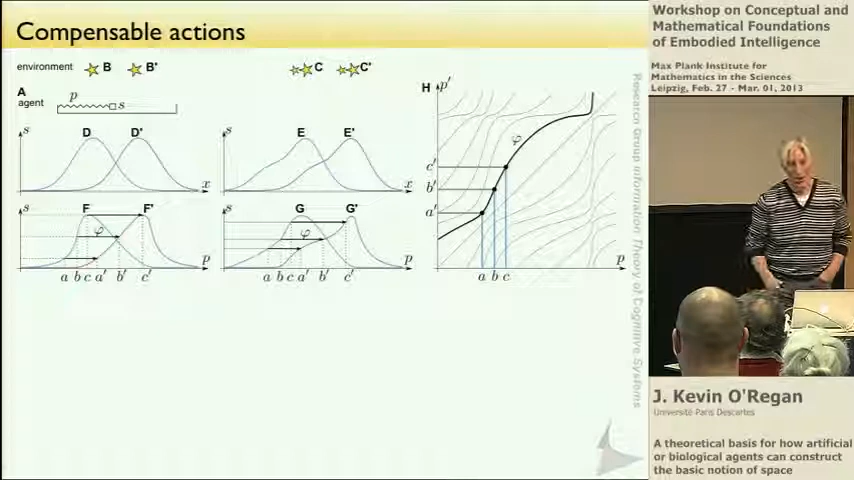 Compensable actions
environment B B' C C'
A
agent
p
s
s D D' x
s E E' x
s F F' φ p
a b c a' b' c'
s G G' φ p
a b c a' b' c'
H p'
φ
c'
b'
a'
a b c p
Research Group Information Theory of Cognitive Systems
Workshop on Conceptual and
Mathematical Foundations
of Embodied Intelligence
Max Plank Institute for
Mathematics in the Sciences
Leipzig, Feb. 27 - Mar. 01, 2013
J. Kevin O'Regan
Université Paris Descartes
A theoretical basis for how artificial
or biological agents can construct
the basic notion of space